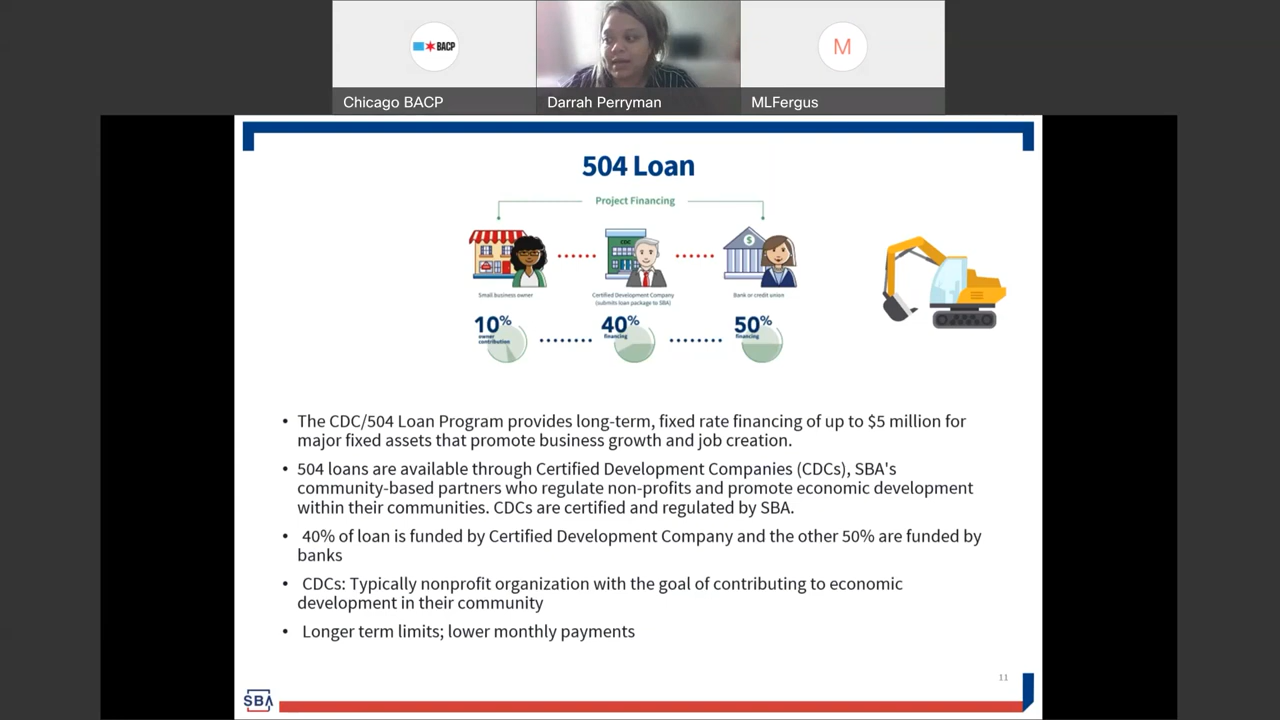 BACP
M
Chicago BACP
Darrah Perryman
MLFergus
504 Loan
Project Financing
CDC
$
Small business owner
Certified Development Company
(submits loan package to SBA)
Bank or credit union
10%
owner
contribution
40%
financing
50%
financing
• The CDC/504 Loan Program provides long-term, fixed rate financing of up to $5 million for
major fixed assets that promote business growth and job creation.
• 504 loans are available through Certified Development Companies (CDCs), SBA's
community-based partners who regulate non-profits and promote economic development
within their communities. CDCs are certified and regulated by SBA.
• 40% of loan is funded by Certified Development Company and the other 50% are funded by
banks
• CDCs: Typically nonprofit organization with the goal of contributing to economic
development in their community
• Longer term limits; lower monthly payments
11
SBA